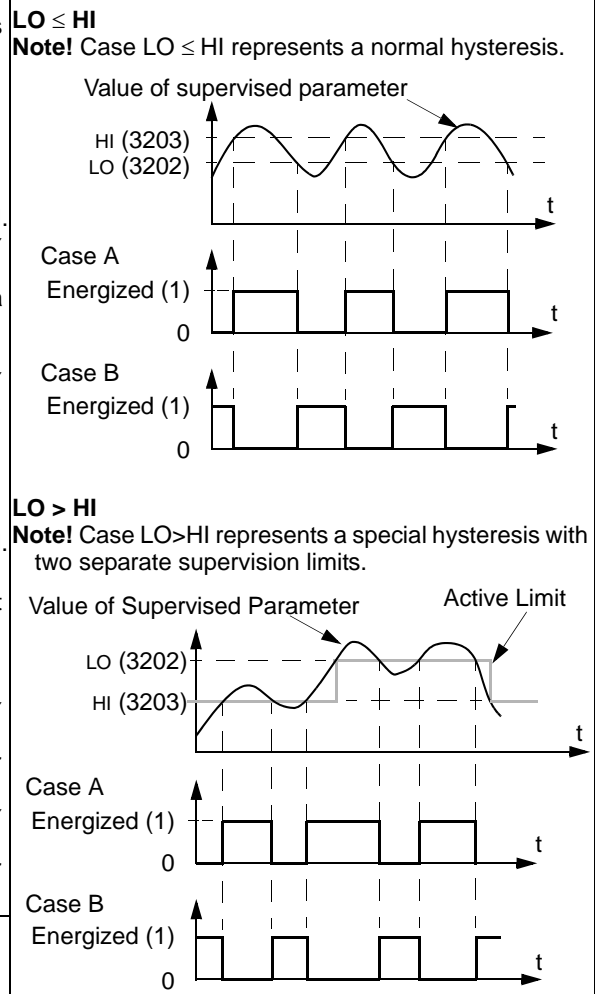 LO ≤ HI
Note! Case LO ≤ HI represents a normal hysteresis.
Value of supervised parameter
HI (3203)
LO (3202)
t
Case A
Energized (1)
t
0
Case B
Energized (1)
t
0
LO > HI
Note! Case LO>HI represents a special hysteresis with
two separate supervision limits.
Value of Supervised Parameter
Active Limit
LO (3202)
HI (3203)
t
Case A
Energized (1)
t
0
Case B
Energized (1)
t
0